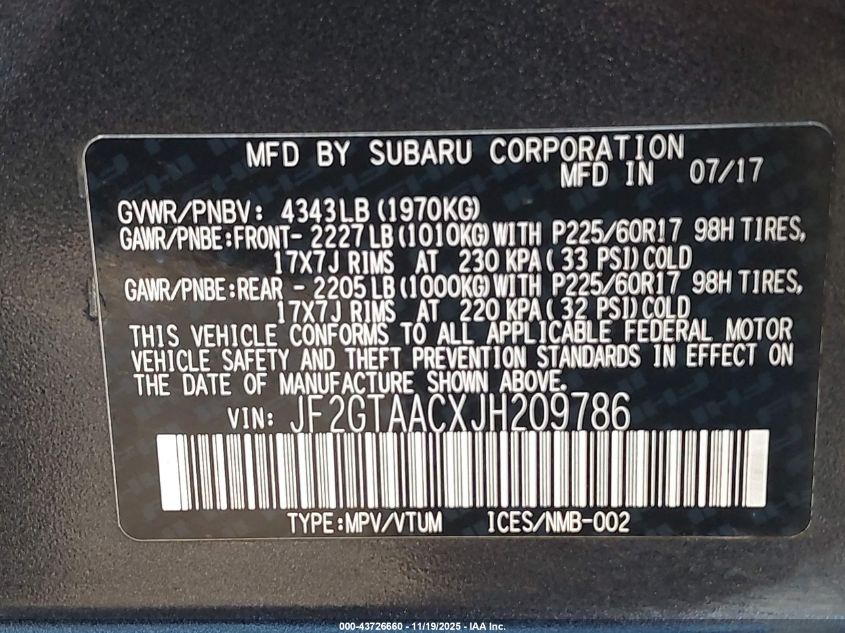 MFD BY SUBARU CORPORATION
MFD IN 07/17
GVWR/PNBV: 4343LB (1970KG)
GAWR/PNBE:FRONT- 2227LB (1010KG) WITH P225/60R17 98H TIRES,
17X7J RIMS AT 230 KPA( 33 PSI) COLD
GAWR/PNBE:REAR - 2205LB (1000KG) WITH P225/60R17 98H TIRES,
17X7J RIMS AT 220 KPA( 32 PSI) COLD
THIS VEHICLE CONFORMS TO ALL APPLICABLE FEDERAL MOTOR
VEHICLE SAFETY AND THEFT PREVENTION STANDARDS IN EFFECT ON
THE DATE OF MANUFACTURE SHOWN ABOVE.
VIN: JF2GTAACXJH209786
TYPE:MPV/VTUM ICES/NMB-002
000-43726660 - 11/19/2025 - IAA Inc.